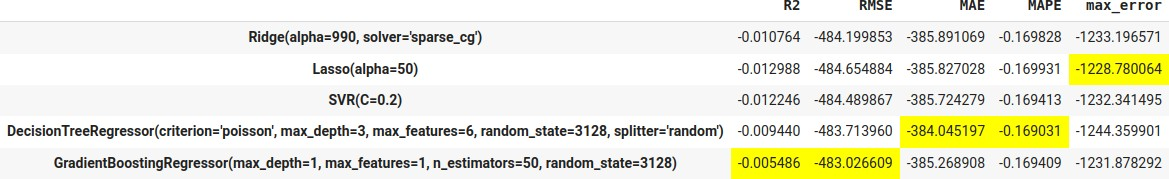 R2 RMSE MAE MAPE max_error
Ridge(alpha=990, solver='sparse_cg') -0.010764 -484.199853 -385.891069 -0.169828 -1233.196571
Lasso(alpha=50) -0.012988 -484.654884 -385.827028 -0.169931 -1228.780064
SVR(C=0.2) -0.012246 -484.489867 -385.724279 -0.169413 -1232.341495
DecisionTreeRegressor(criterion='poisson', max_depth=3, max_features=6, random_state=3128, splitter='random') -0.009440 -483.713960 -384.045197 -0.169031 -1244.359901
GradientBoostingRegressor(max_depth=1, max_features=1, n_estimators=50, random_state=3128) -0.005486 -483.026609 -385.268908 -0.169409 -1231.878292